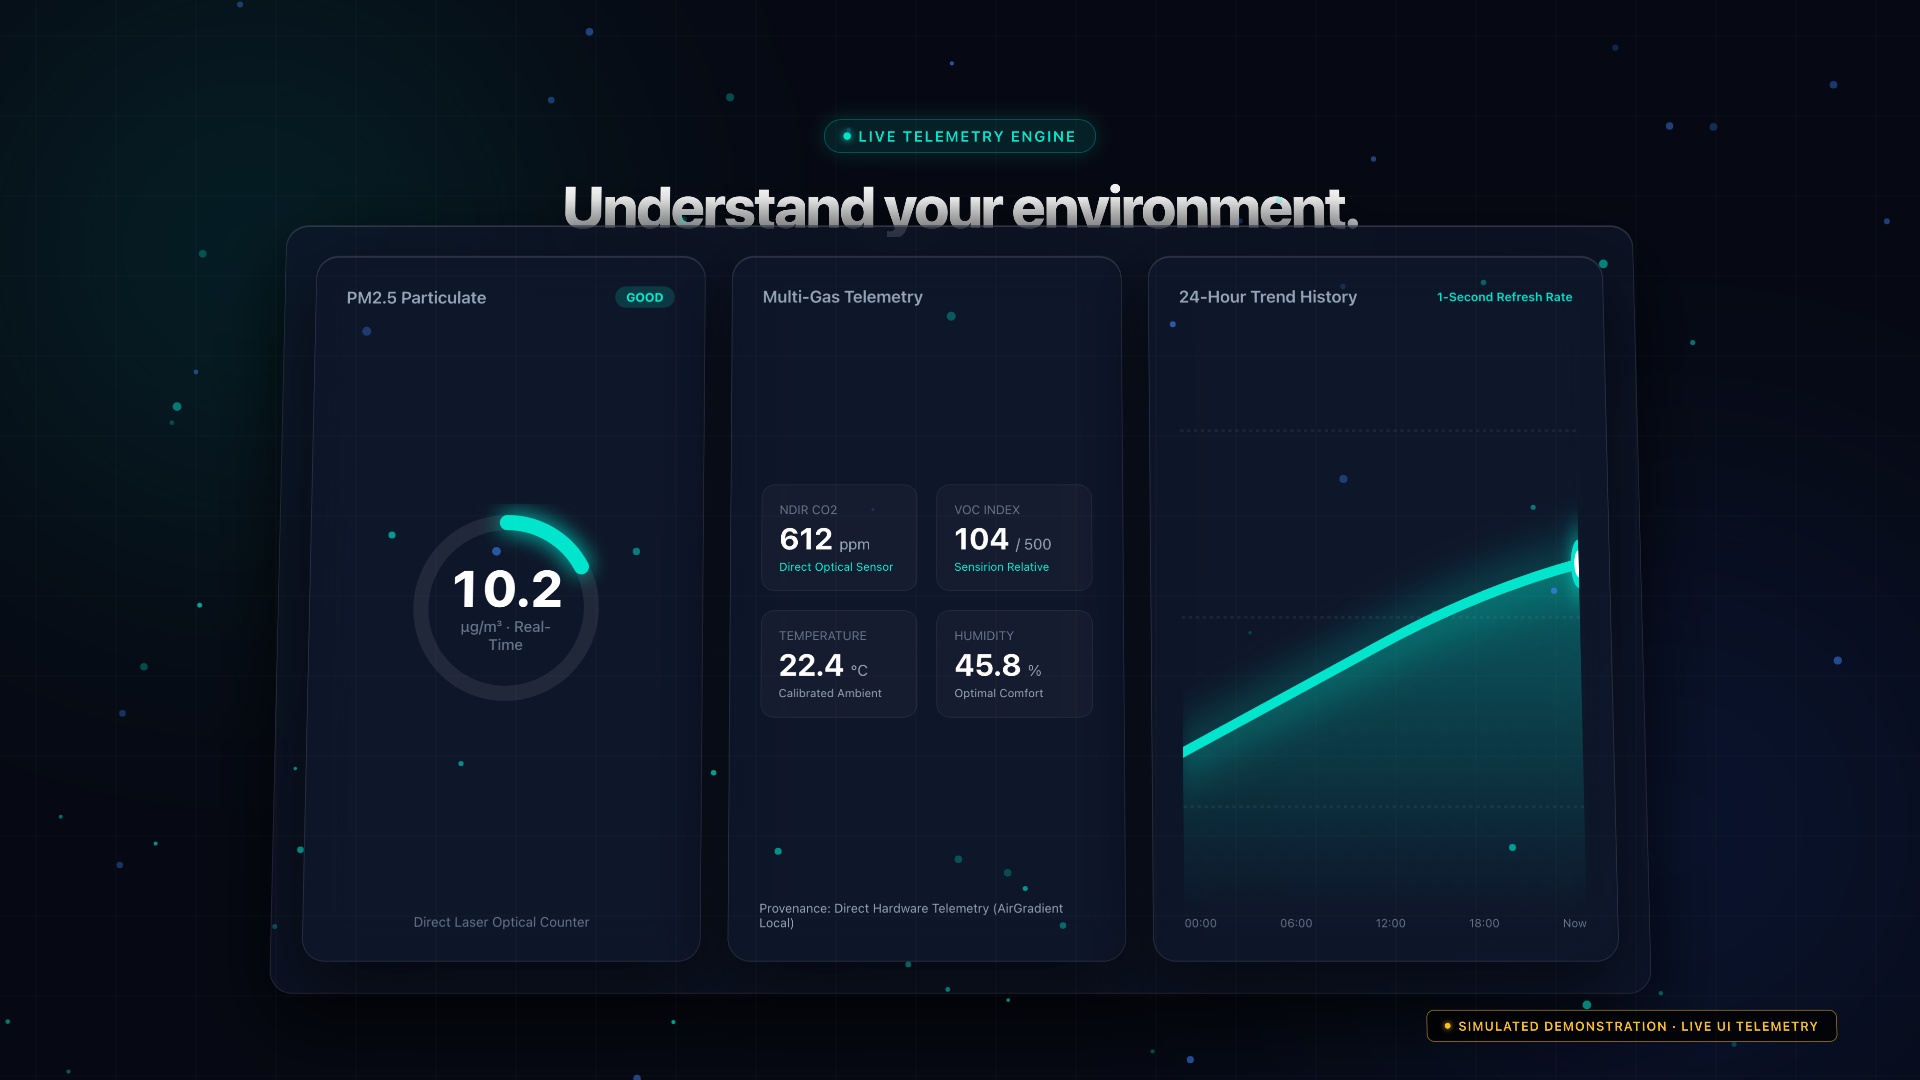 LIVE TELEMETRY ENGINE
Understand your environment.
PM2.5 Particulate
GOOD
10.2
µg/m³ · Real-
Time
Direct Laser Optical Counter
Multi-Gas Telemetry
NDIR CO2
612 ppm
Direct Optical Sensor
VOC INDEX
104 / 500
Sensirion Relative
TEMPERATURE
22.4 °C
Calibrated Ambient
HUMIDITY
45.8 %
Optimal Comfort
Provenance: Direct Hardware Telemetry (AirGradient
Local)
24-Hour Trend History
1-Second Refresh Rate
00:00 06:00 12:00 18:00 Now
SIMULATED DEMONSTRATION · LIVE UI TELEMETRY